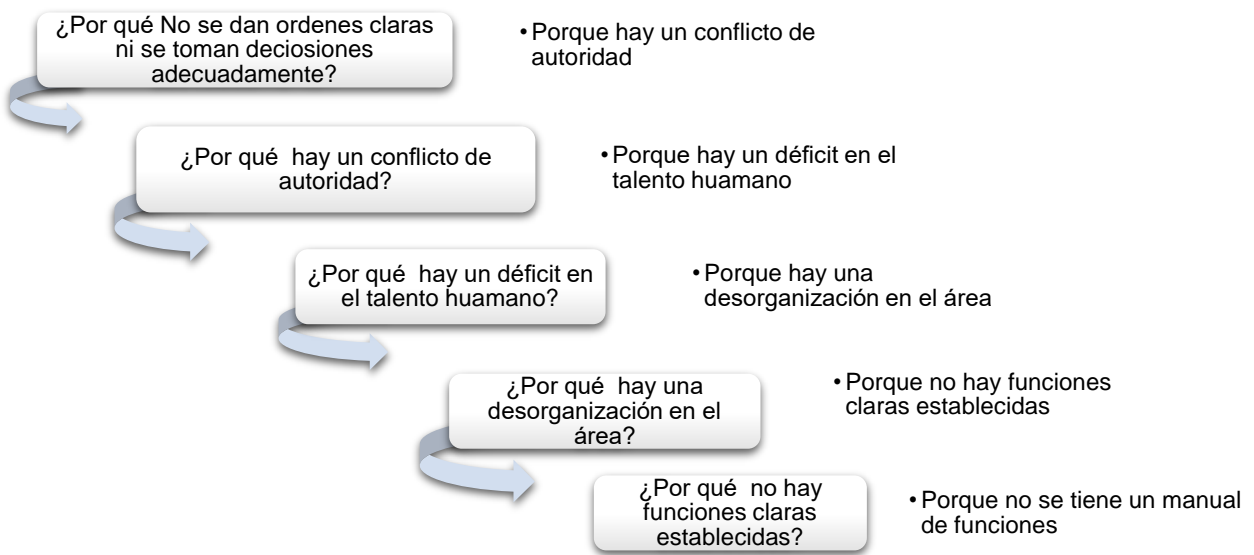 ¿Por qué No se dan ordenes claras
ni se toman deciosiones
adecuadamente?
• Porque hay un conflicto de
autoridad
¿Por qué hay un conflicto de
autoridad?
• Porque hay un déficit en el
talento huamano
¿Por qué hay un déficit en
el talento huamano?
• Porque hay una
desorganización en el área
¿Por qué hay una
desorganización en el
área?
• Porque no hay funciones
claras establecidas
¿Por qué no hay
funciones claras
establecidas?
• Porque no se tiene un manual
de funciones